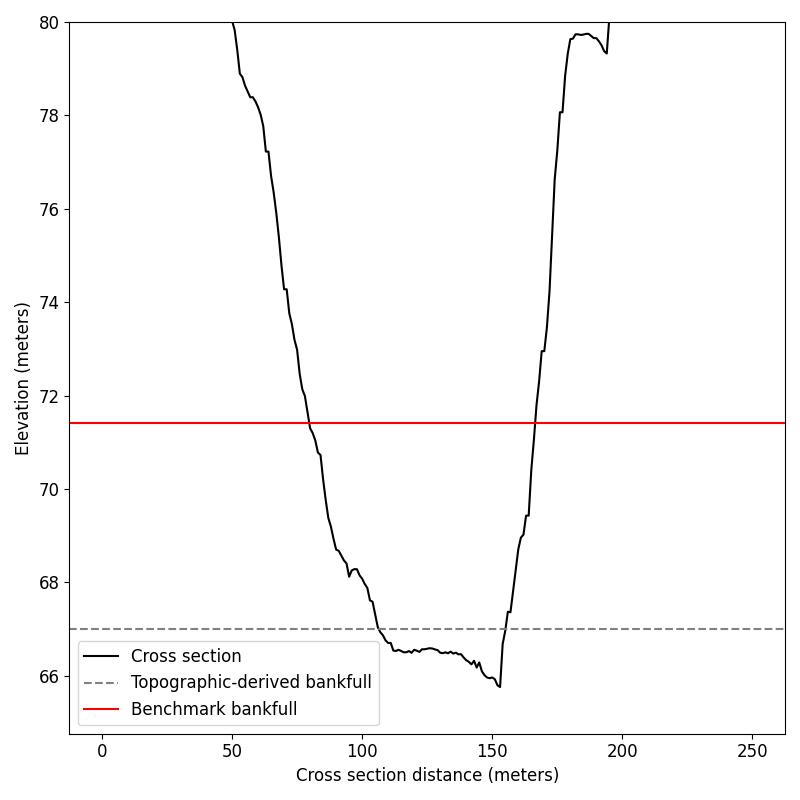 80
78
76
74
72
70
68
66
Elevation (meters)
Cross section
Topographic-derived bankfull
Benchmark bankfull
0 50 100 150 200 250
Cross section distance (meters)